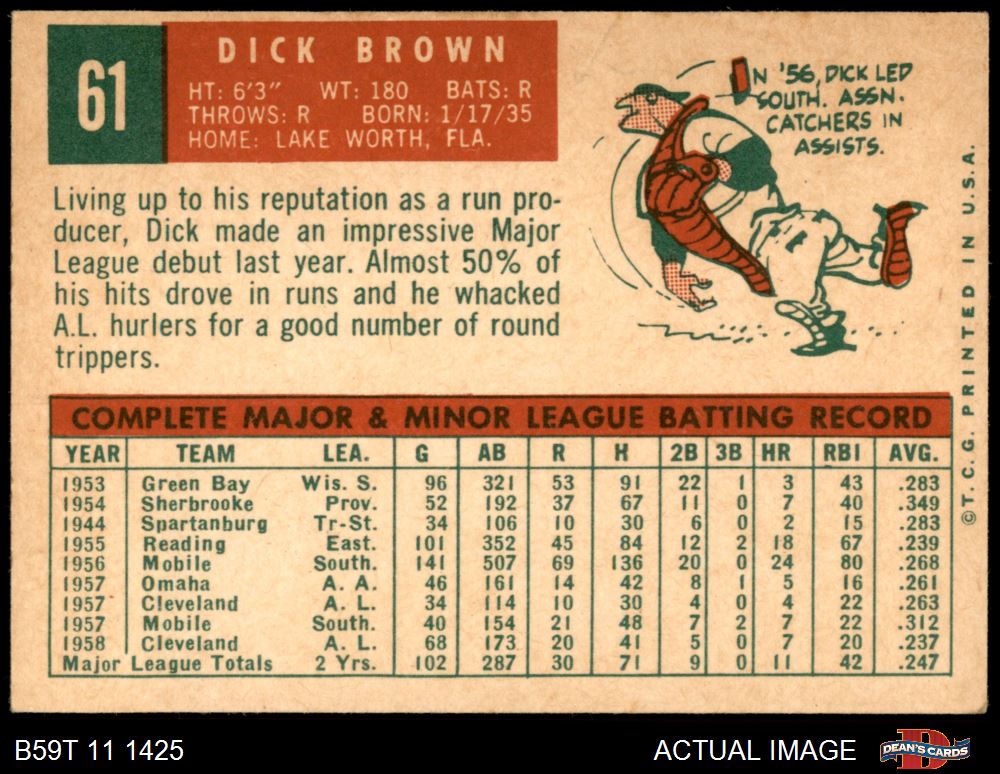 61
DICK BROWN
HT: 6'3" WT: 180 BATS: R
THROWS: R BORN: 1/17/35
HOME: LAKE WORTH, FLA.
IN '56, DICK LED
SOUTH. ASSN.
CATCHERS IN
ASSISTS.
Living up to his reputation as a run pro-
ducer, Dick made an impressive Major
League debut last year. Almost 50% of
his hits drove in runs and he whacked
A.L. hurlers for a good number of round
trippers.
©T.C.G. PRINTED IN U.S.A.
COMPLETE MAJOR & MINOR LEAGUE BATTING RECORD
YEAR TEAM LEA. G AB R H 2B 3B HR RBI AVG.
1953 Green Bay Wis. S. 96 321 53 91 22 1 3 43 .283
1954 Sherbrooke Prov. 52 192 37 67 11 0 7 40 .349
1944 Spartanburg Tr-St. 34 106 10 30 6 0 2 15 .283
1955 Reading East. 101 352 45 84 12 2 18 67 .239
1956 Mobile South. 141 507 69 136 20 0 24 80 .268
1957 Omaha A. A. 46 161 14 42 8 1 5 16 .261
1957 Cleveland A. L. 34 114 10 30 4 0 4 22 .263
1957 Mobile South. 40 154 21 48 7 2 7 22 .312
1958 Cleveland A. L. 68 173 20 41 5 0 7 20 .237
Major League Totals 2 Yrs. 102 287 30 71 9 0 11 42 .247
B59T 11 1425
ACTUAL IMAGE
DEAN'S CARDS